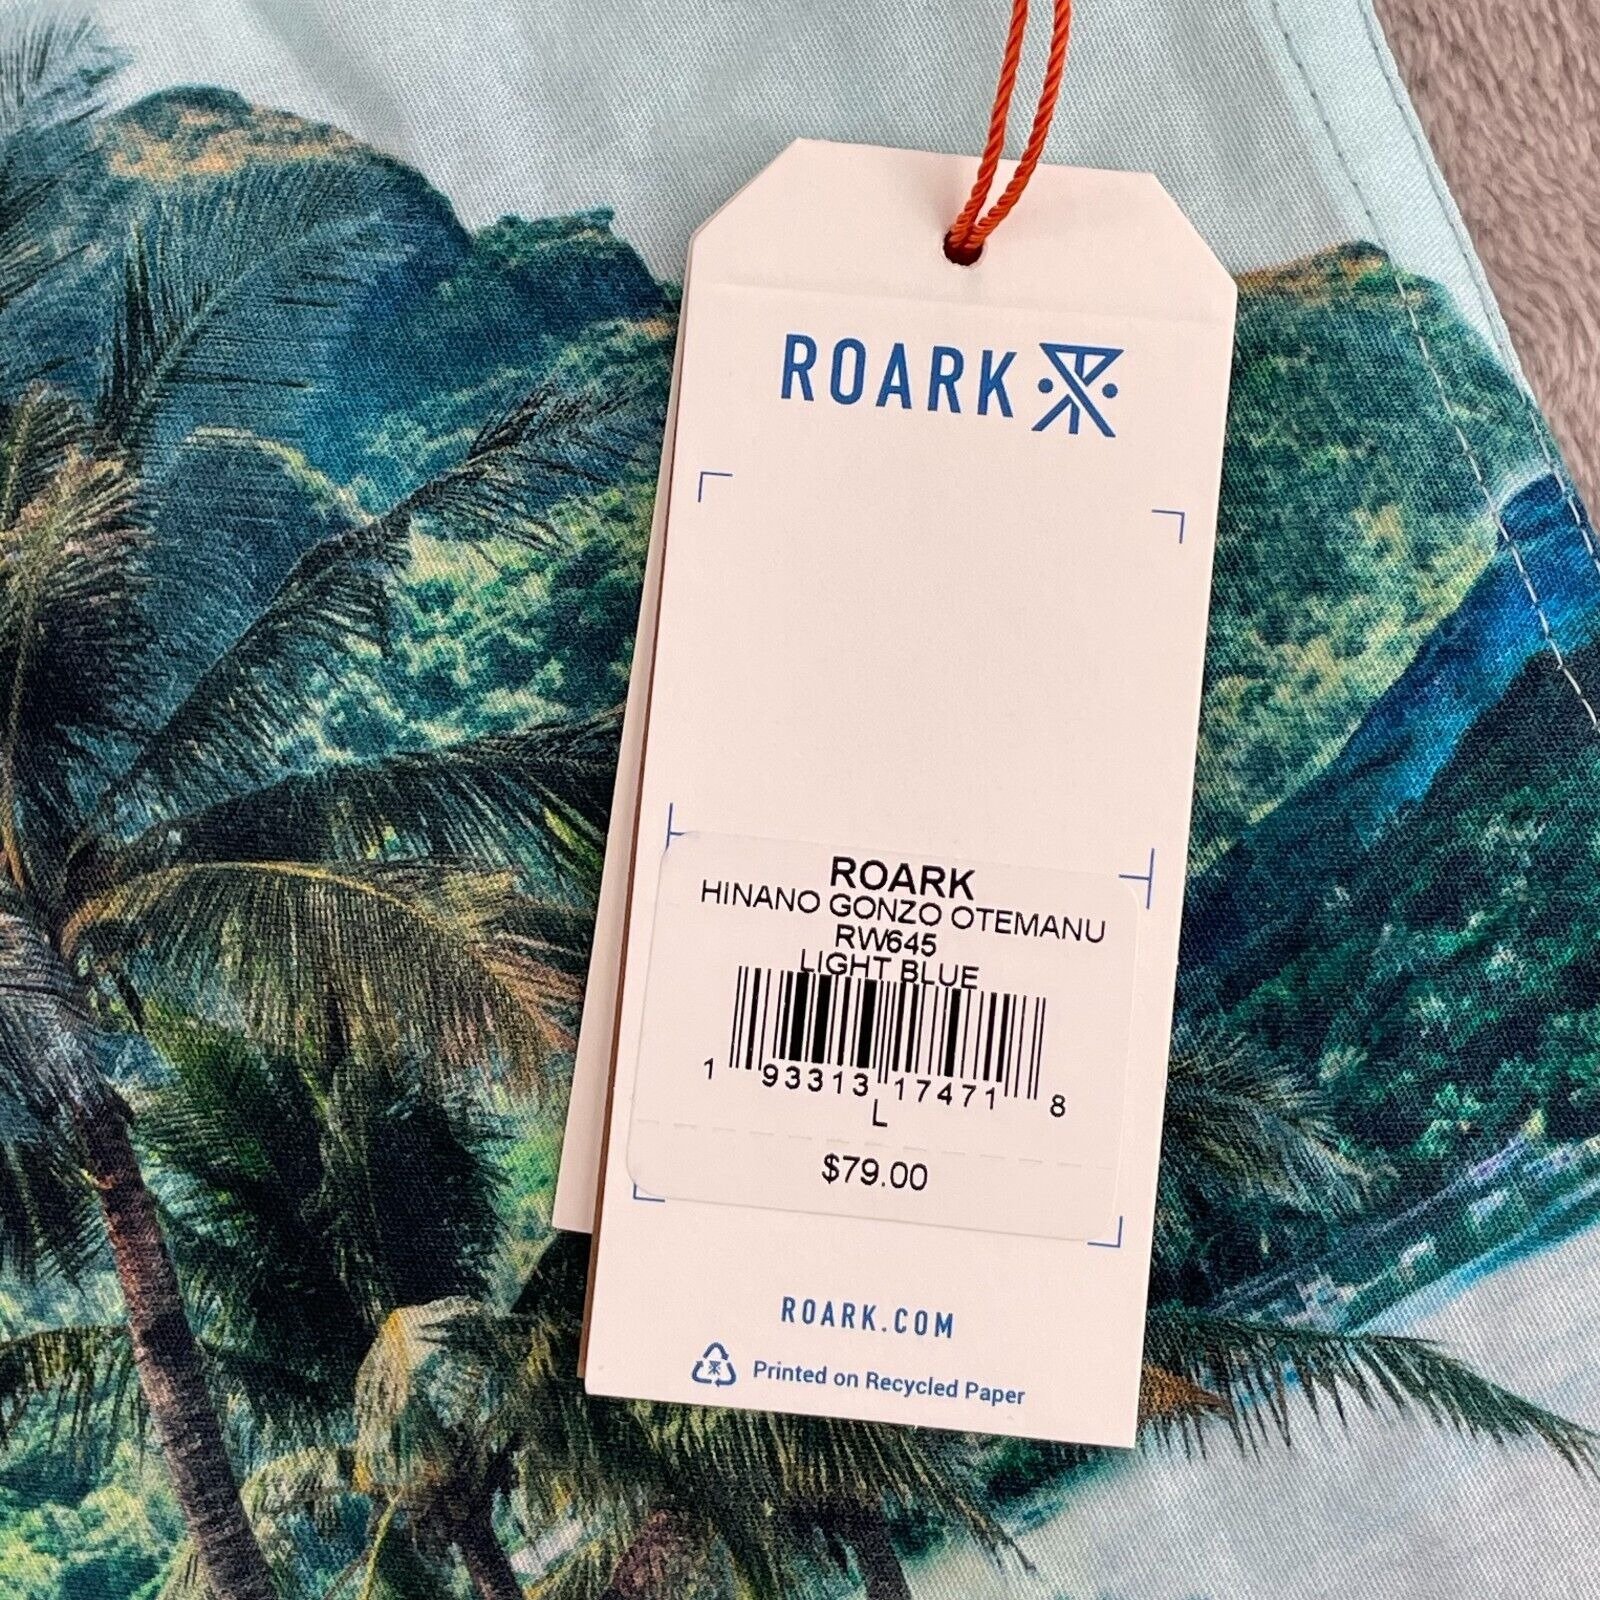 ROARK
ROARK
HINANO GONZO OTEMANU
RW645
LIGHT BLUE
1 93313 17471 8
L
$79.00
ROARK.COM
Printed on Recycled Paper